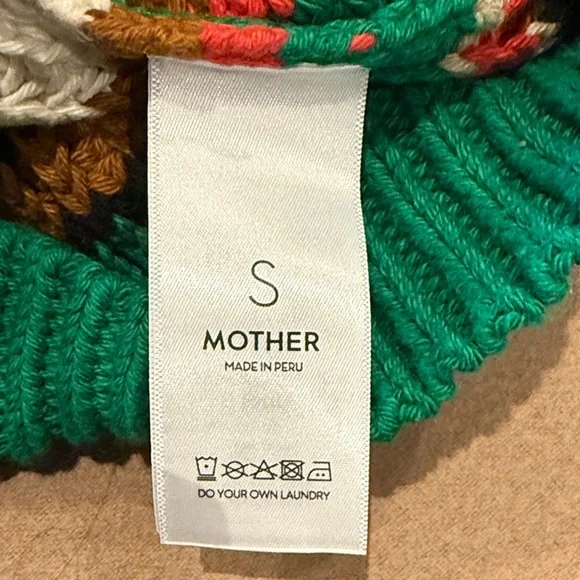 S
MOTHER
MADE IN PERU
DO YOUR OWN LAUNDRY